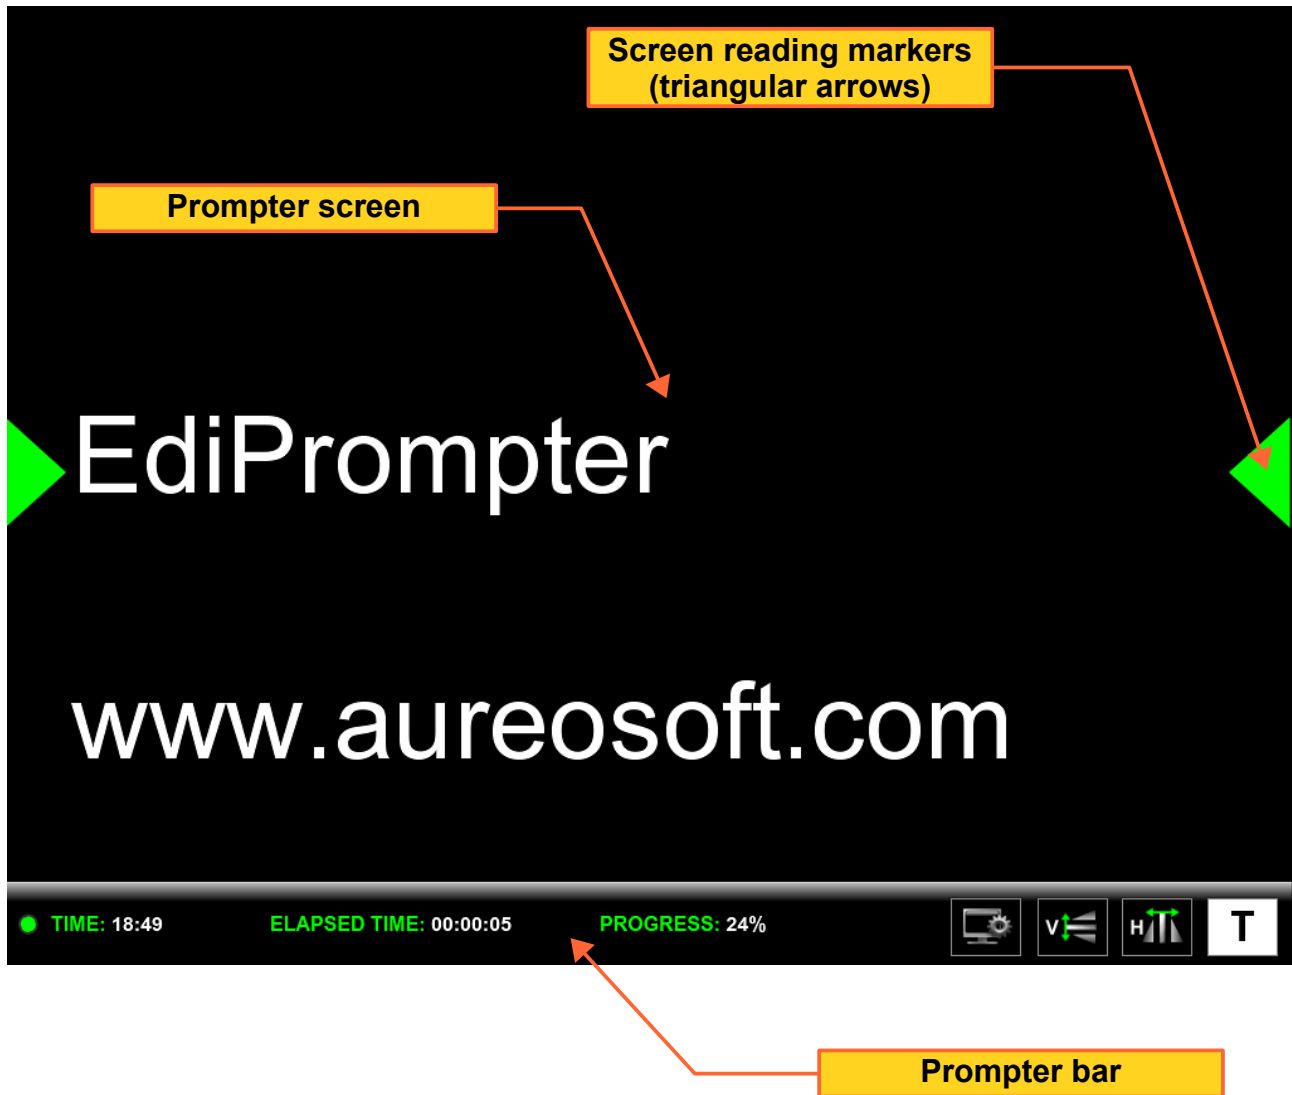 Screen reading markers
(triangular arrows)
Prompter screen
EdiPrompter
www.aureosoft.com
TIME: 18:49 ELAPSED TIME: 00:00:05 PROGRESS: 24% V H T
Prompter bar